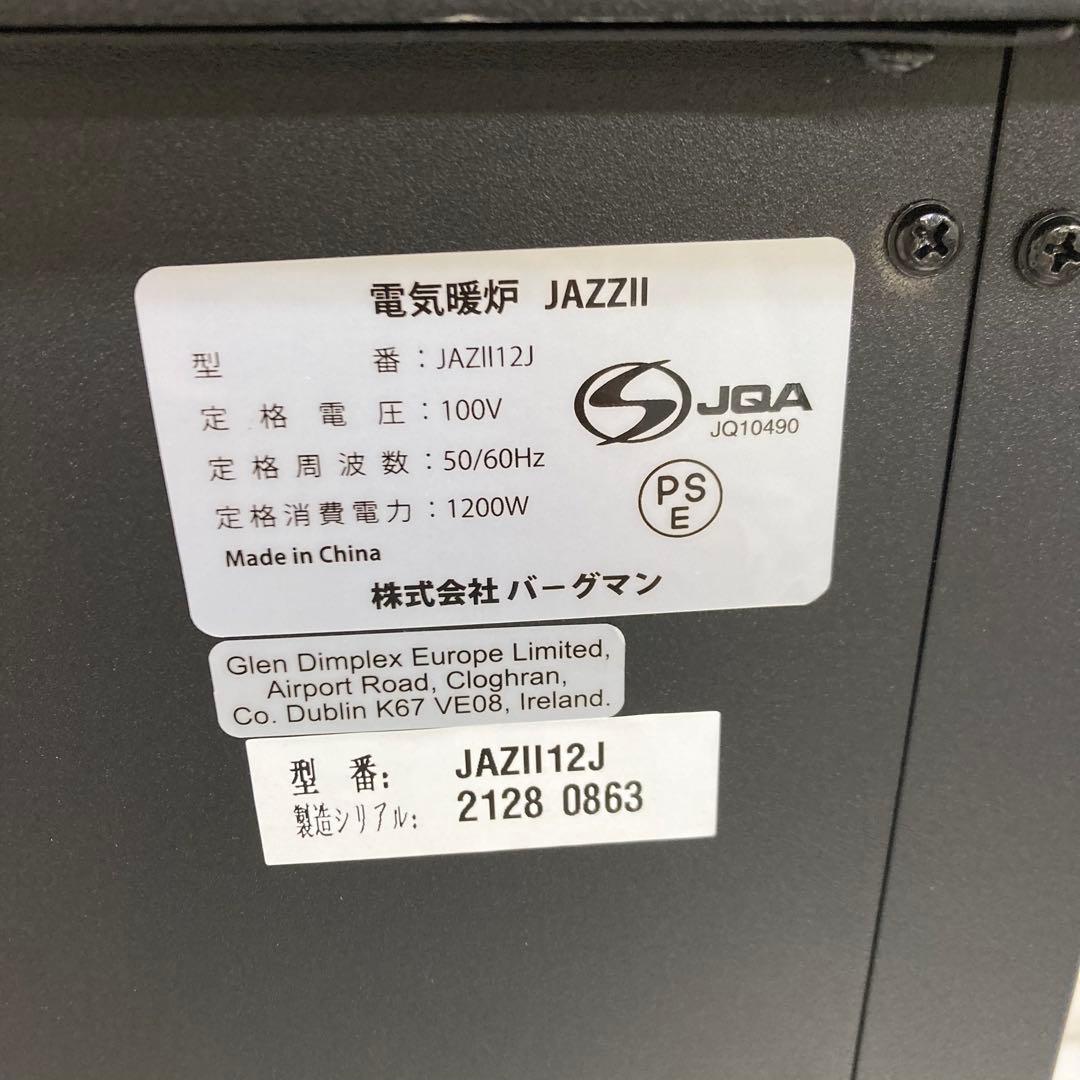 電気暖炉 JAZZII
型番：JAZII12J
定格電圧：100V
定格周波数：50/60Hz
定格消費電力：1200W
Made in China
株式会社バーグマン
JQA
JQ10490
PS
E
Glen Dimplex Europe Limited,
Airport Road, Cloghran,
Co. Dublin K67 VE08, Ireland.
型番: JAZII12J
製造シリアル: 2128 0863